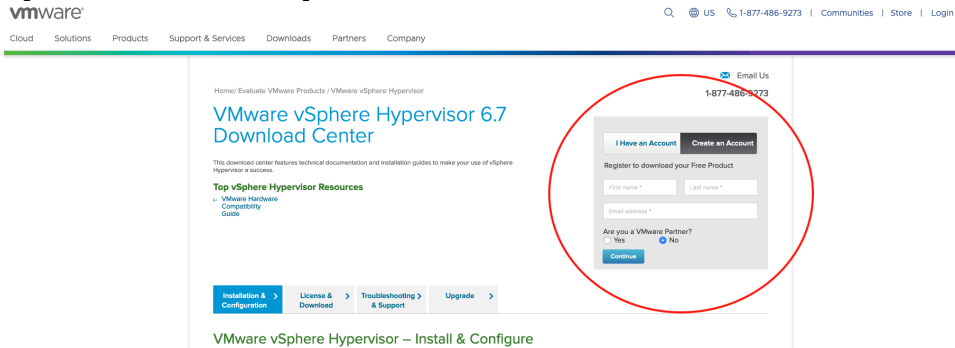 vmware®
US 1-877-486-9273 | Communities | Store | Login
Cloud Solutions Products Support & Services Downloads Partners Company
Email Us
1-877-486-9273
Home/ Evaluate VMware Products / VMware vSphere Hypervisor
VMware vSphere Hypervisor 6.7
Download Center
This download center features technical documentation and installation guides to make your use of vSphere
Hypervisor a success.
Top vSphere Hypervisor Resources
VMware Hardware
Compatibility
Guide
I Have an Account Create an Account
Register to download your Free Product
First name * Last name *
Email address *
Are you a VMware Partner?
Yes No
Continue
Installation &
Configuration
License &
Download
Troubleshooting
& Support
Upgrade
VMware vSphere Hypervisor – Install & Configure